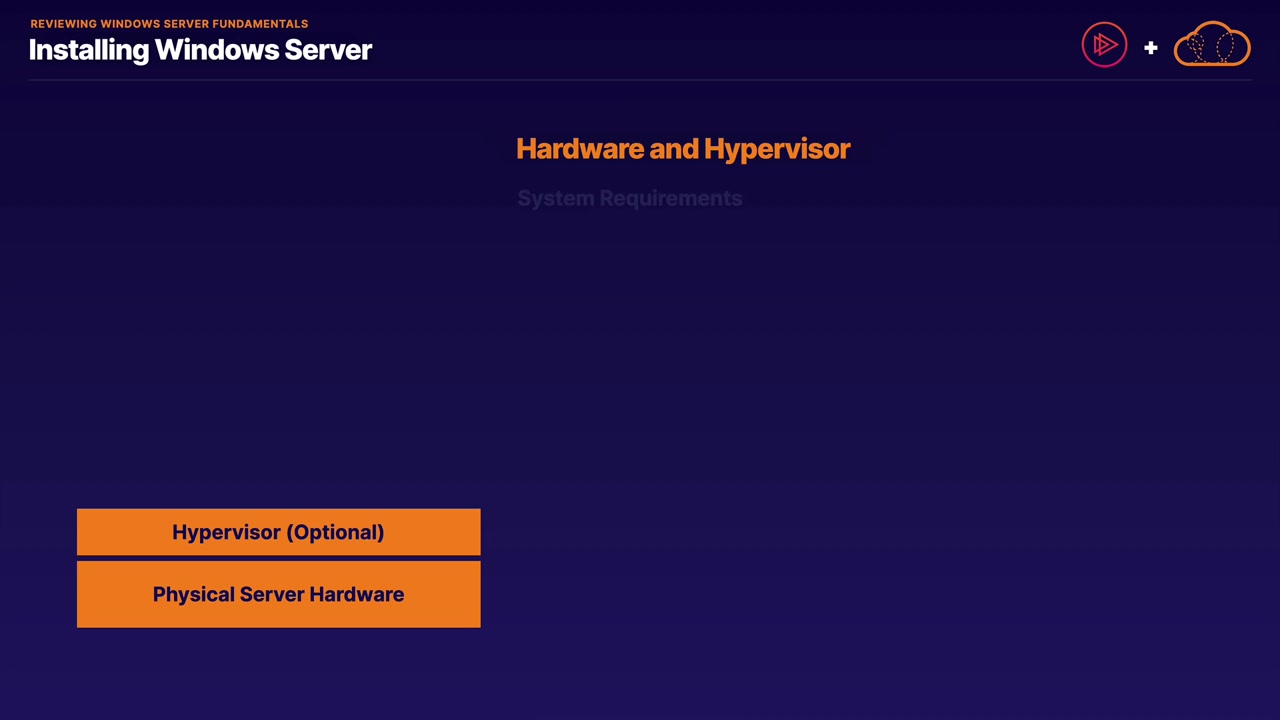 REVIEWING WINDOWS SERVER FUNDAMENTALS
Installing Windows Server
+
Hardware and Hypervisor
System Requirements
Hypervisor (Optional)
Physical Server Hardware